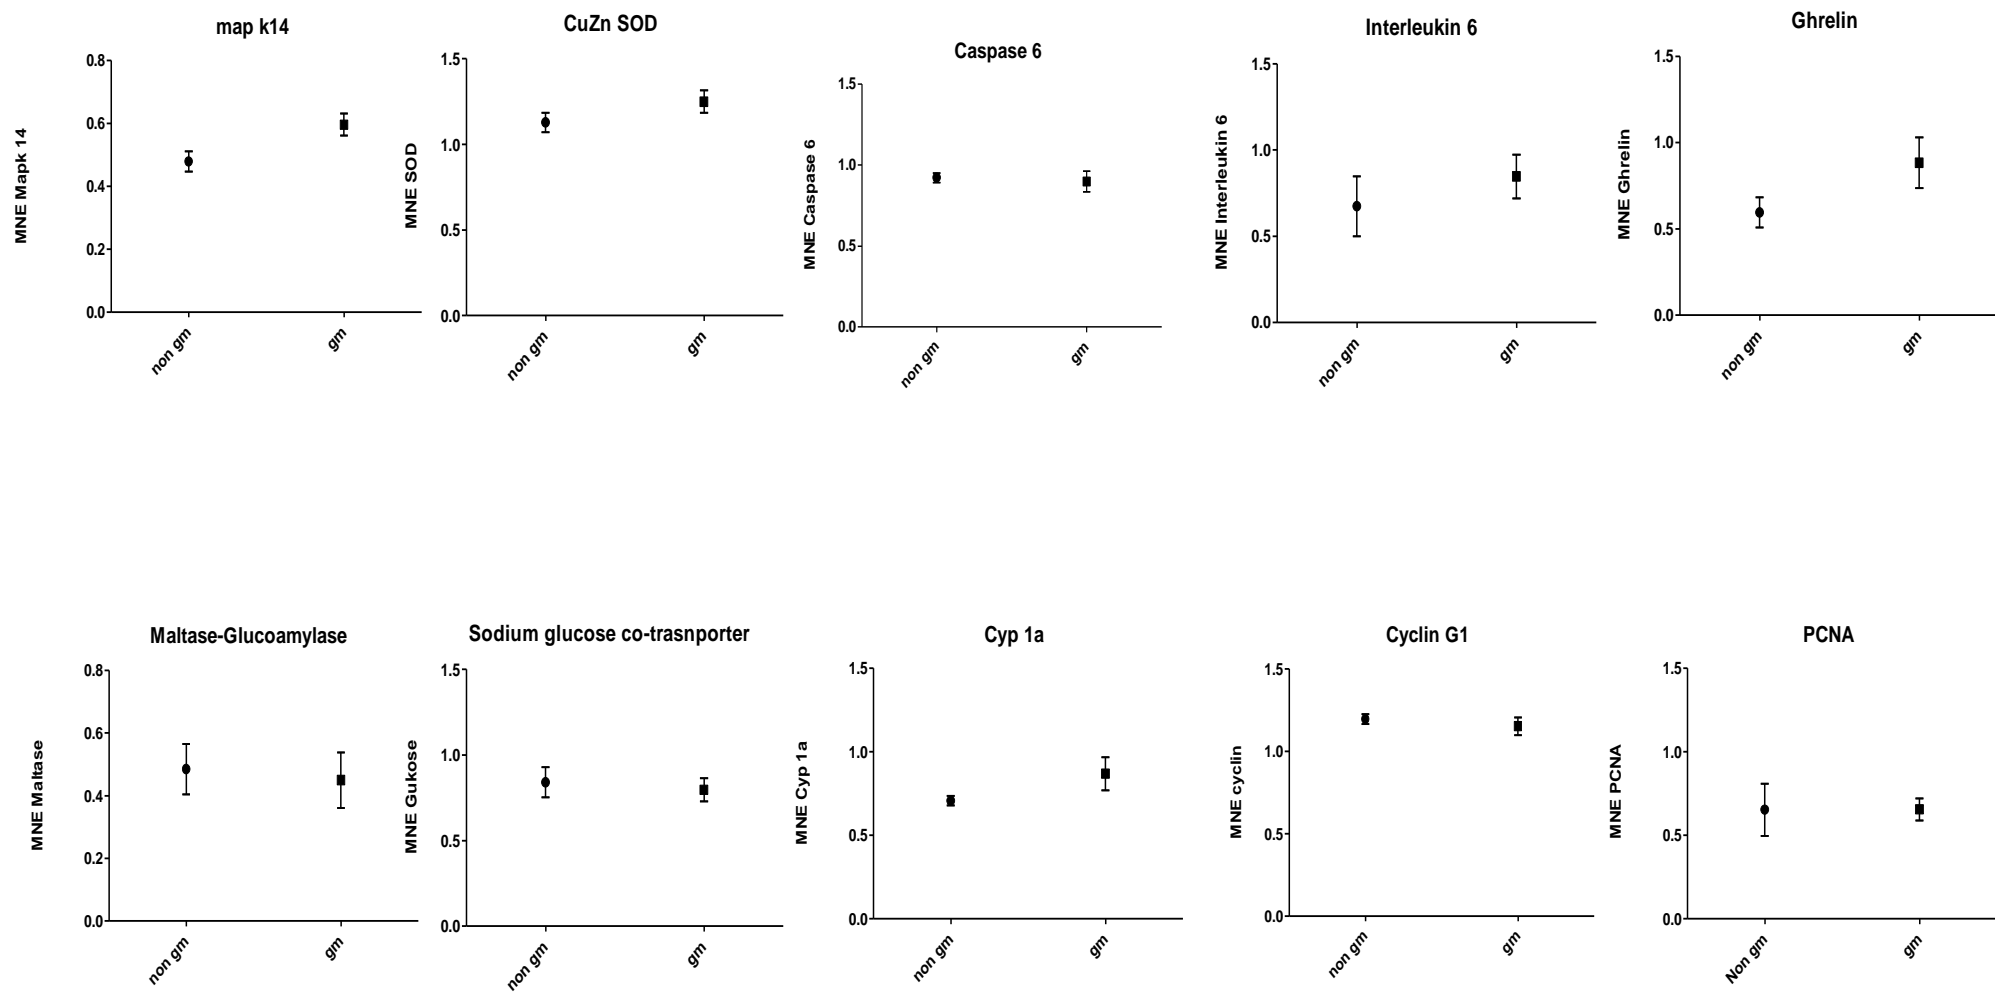 map k14
MNE Mapk 14
0.8
0.6
0.4
0.2
0.0
non gm
gm
CuZn SOD
MNE SOD
1.5
1.0
0.5
0.0
non gm
gm
Caspase 6
MNE Caspase 6
1.5
1.0
0.5
0.0
non gm
gm
Interleukin 6
MNE Interleukin 6
1.5
1.0
0.5
0.0
non gm
gm
Ghrelin
MNE Ghrelin
1.5
1.0
0.5
0.0
non gm
gm
Maltase-Glucoamylase
MNE Maltase
0.8
0.6
0.4
0.2
0.0
non gm
gm
Sodium glucose co-trasnporter
MNE Gukose
1.5
1.0
0.5
0.0
non gm
gm
Cyp 1a
MNE Cyp 1a
1.5
1.0
0.5
0.0
non gm
gm
Cyclin G1
MNE cyclin
1.5
1.0
0.5
0.0
non gm
gm
PCNA
MNE PCNA
1.5
1.0
0.5
0.0
Non gm
gm